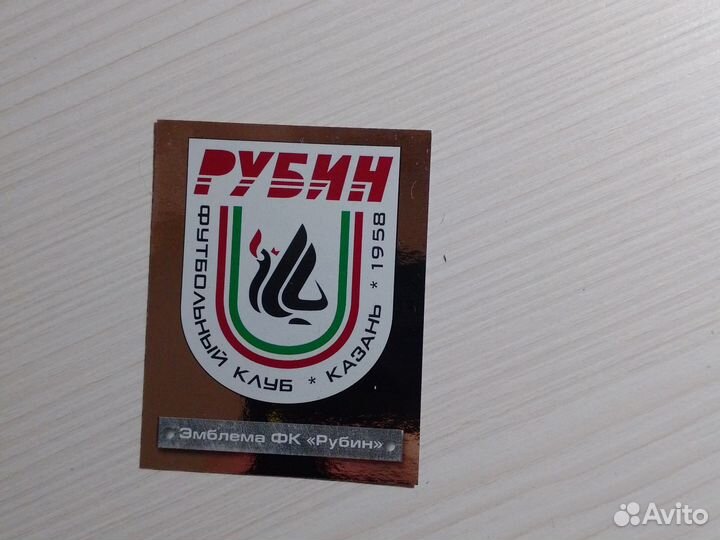 РУБИН
ФУТБОЛЬНЫЙ КЛУБ * КАЗАНЬ * 1958
Эмблема ФК «Рубин»
Avito